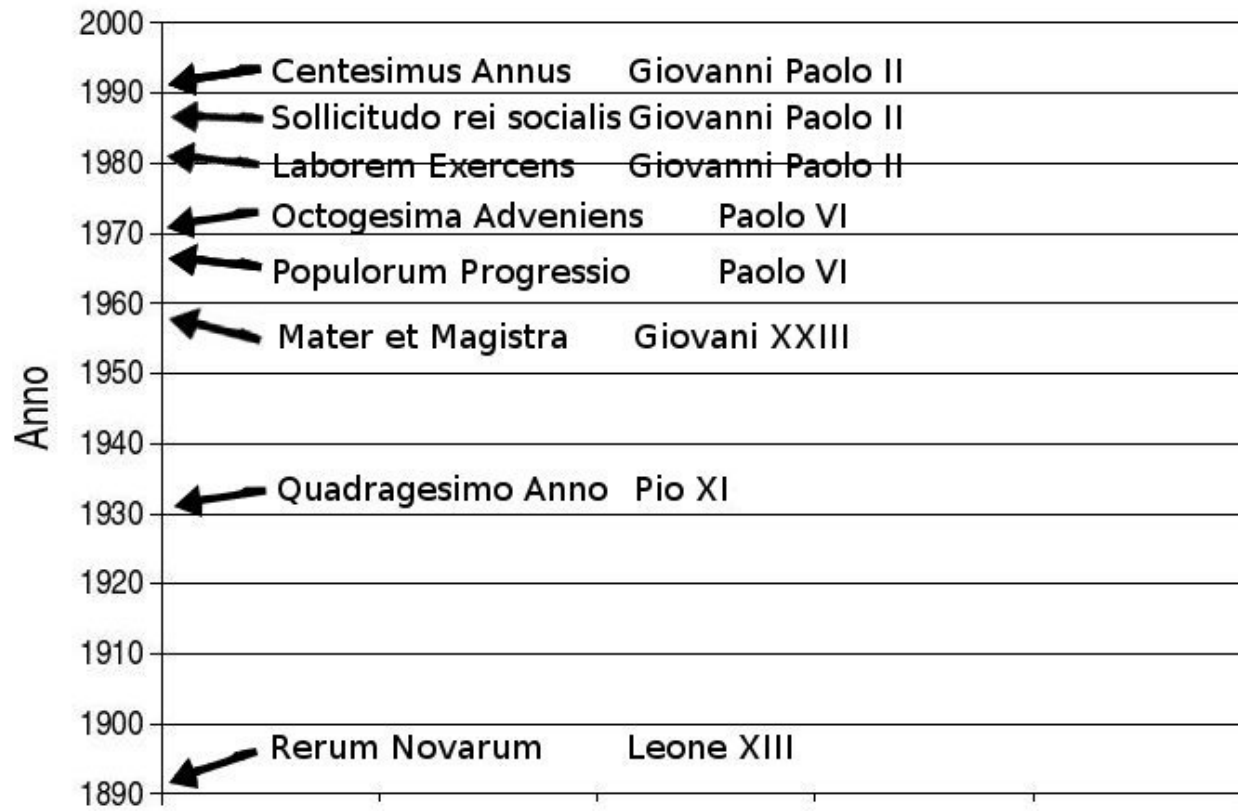 2000
Centesimus Annus Giovanni Paolo II
1990
Sollicitudo rei socialis Giovanni Paolo II
1980
Laborem Exercens Giovanni Paolo II
Octogesima Adveniens Paolo VI
1970
Populorum Progressio Paolo VI
1960
Mater et Magistra Giovani XXIII
1950
Anno
1940
Quadragesimo Anno Pio XI
1930
1920
1910
1900
Rerum Novarum Leone XIII
1890